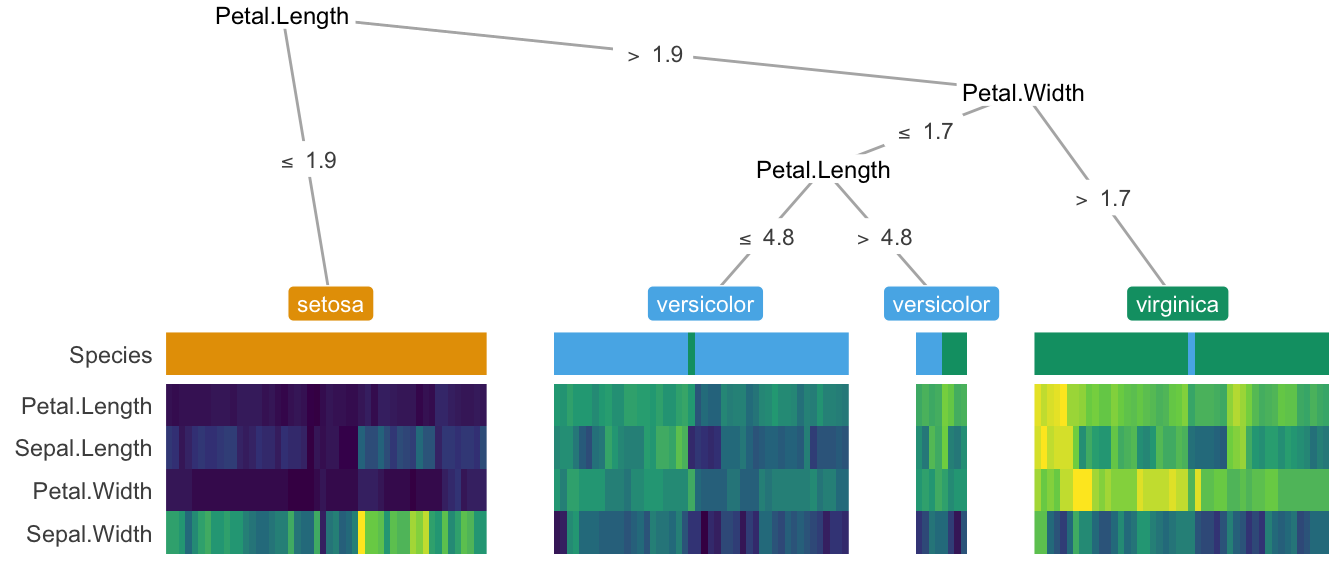 Petal.Length
> 1.9
Petal.Width
≤ 1.7
≤ 1.9
Petal.Length
> 1.7
≤ 4.8
> 4.8
setosa
versicolor
versicolor
virginica
Species
Petal.Length
Sepal.Length
Petal.Width
Sepal.Width